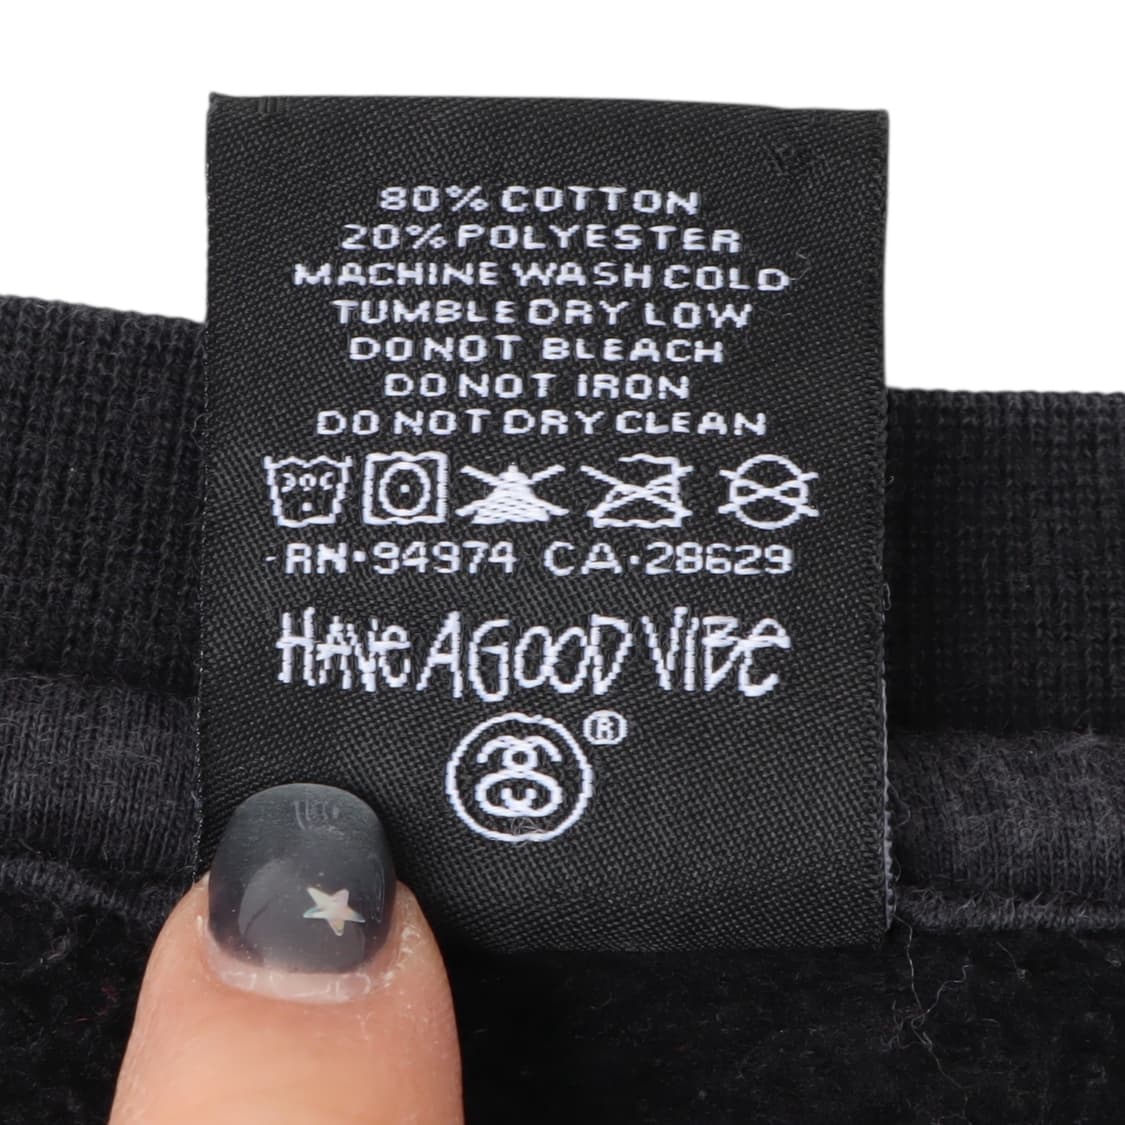 80% COTTON
20% POLYESTER
MACHINE WASH COLD
TUMBLE DRY LOW
DO NOT BLEACH
DO NOT IRON
DO NOT DRY CLEAN
-RN•94974 CA•28629
HAVE A GOOD VIBE
®